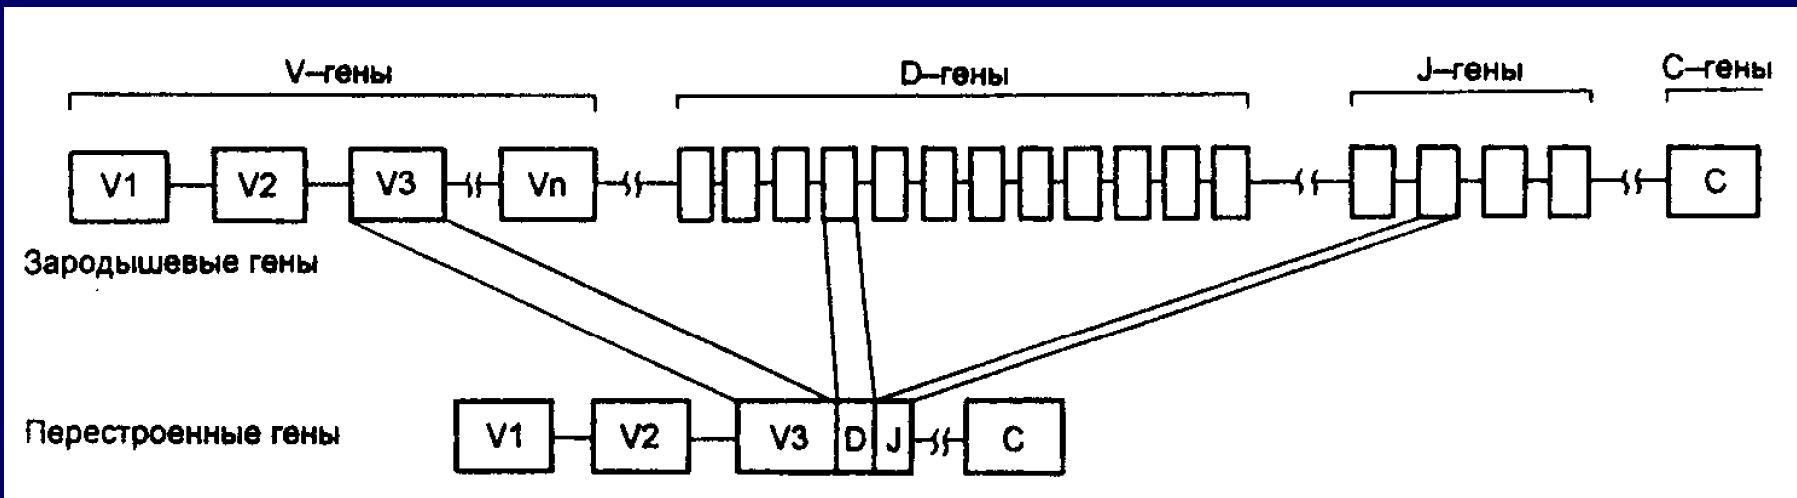 V–гены
D–гены
J–гены
С–гены
V1
V2
V3
Vn
C
Зародышевые гены
Перестроенные гены
V1
V2
V3
D
J
C